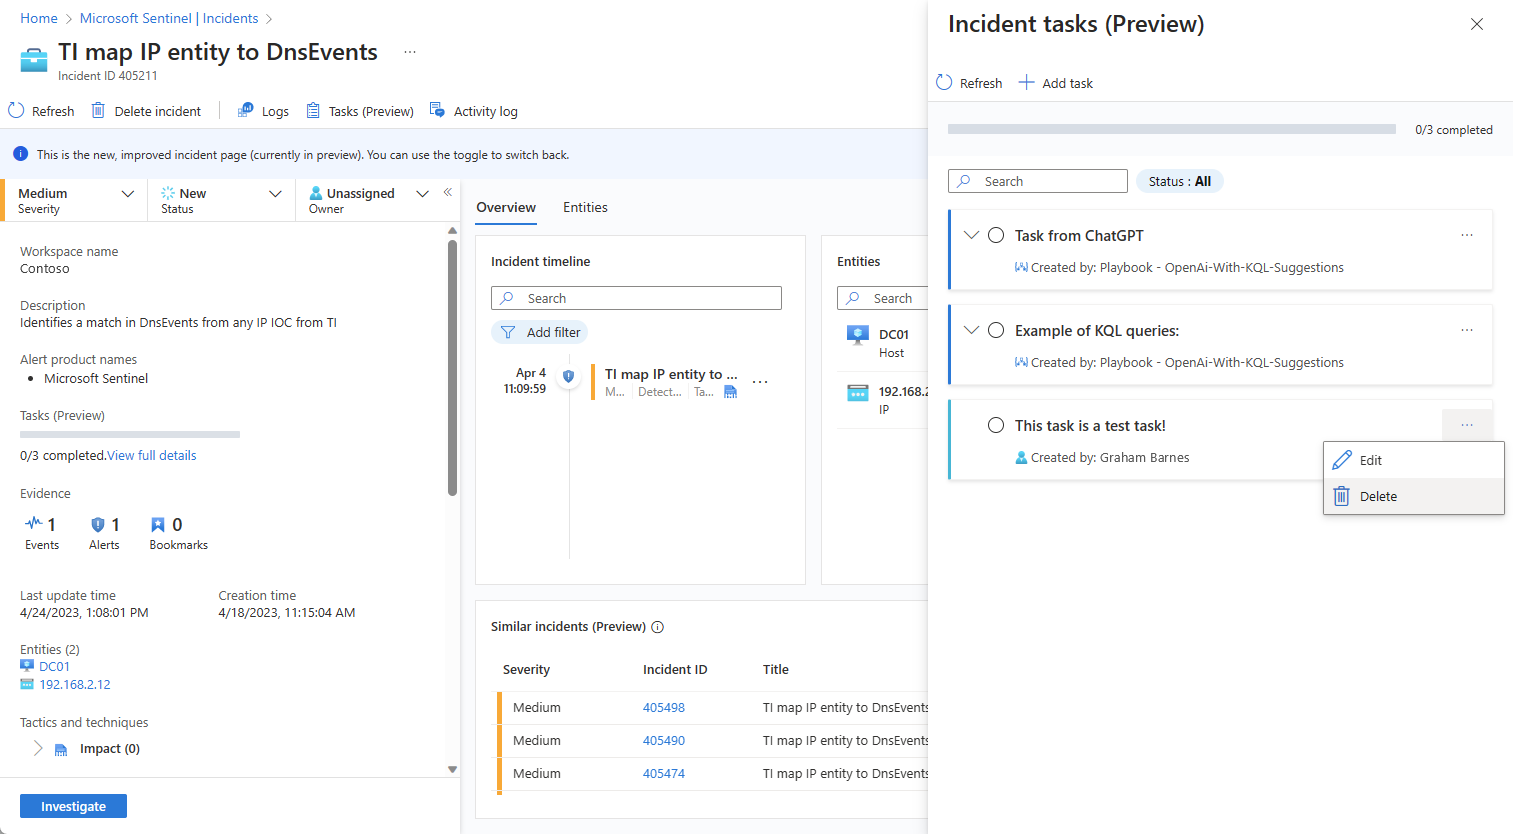 Home > Microsoft Sentinel | Incidents >
TI map IP entity to DnsEvents ...
Incident ID 405211
Refresh Delete incident Logs Tasks (Preview) Activity log
This is the new, improved incident page (currently in preview). You can use the toggle to switch back.
Medium
Severity
New
Status
Unassigned
Owner
«
Workspace name
Contoso
Description
Identifies a match in DnsEvents from any IP IOC from TI
Alert product names
• Microsoft Sentinel
Tasks (Preview)
0/3 completed.View full details
Evidence
1
Events
1
Alerts
0
Bookmarks
Last update time
4/24/2023, 1:08:01 PM
Creation time
4/18/2023, 11:15:04 AM
Entities (2)
DC01
192.168.2.12
Tactics and techniques
Impact (0)
Investigate
Overview Entities
Incident timeline
Search
Add filter
Apr 4
11:09:59
TI map IP entity to ...
M... Detect... Ta...
...
Entities
Search
DC01
Host
192.168.2
IP
Similar incidents (Preview)
Severity Incident ID Title
Medium 405498 TI map IP entity to DnsEvents
Medium 405490 TI map IP entity to DnsEvents
Medium 405474 TI map IP entity to DnsEvents
Incident tasks (Preview)
Refresh Add task
0/3 completed
Search
Status : All
Task from ChatGPT ...
Created by: Playbook - OpenAi-With-KQL-Suggestions
Example of KQL queries: ...
Created by: Playbook - OpenAi-With-KQL-Suggestions
This task is a test task! ...
Created by: Graham Barnes
Edit
Delete